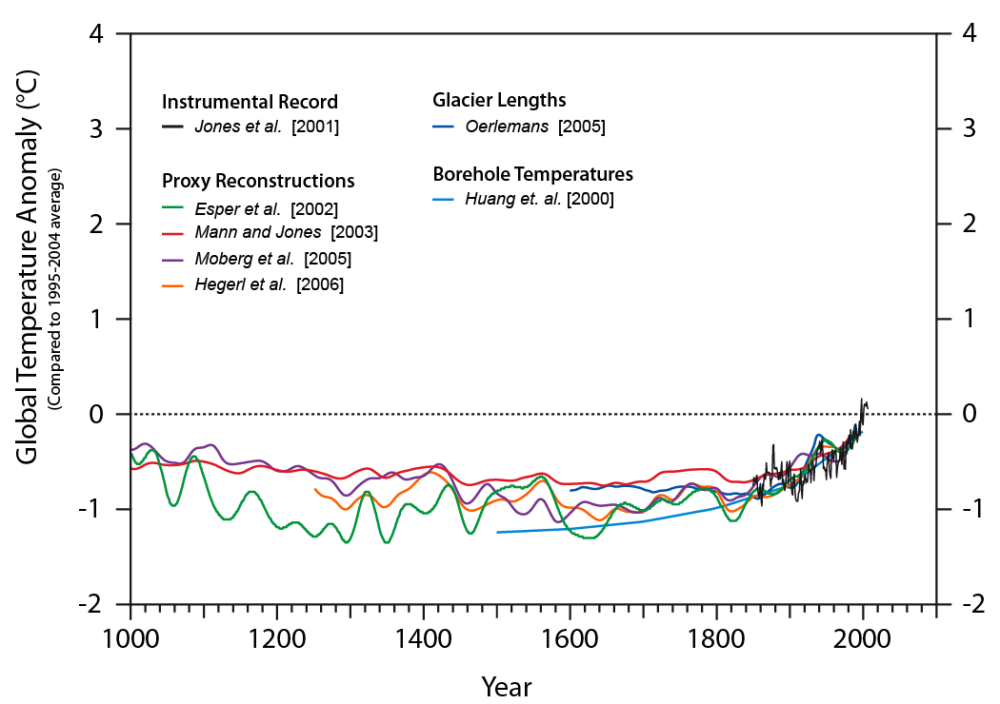 Global Temperature Anomaly (°C)
(Compared to 1995-2004 average)
4
3
2
1
0
-1
-2
Instrumental Record
Jones et al. [2001]
Proxy Reconstructions
Esper et al. [2002]
Mann and Jones [2003]
Moberg et al. [2005]
Hegerl et al. [2006]
Glacier Lengths
Oerlemans [2005]
Borehole Temperatures
Huang et. al. [2000]
4
3
2
1
0
-1
-2
1000 1200 1400 1600 1800 2000
Year